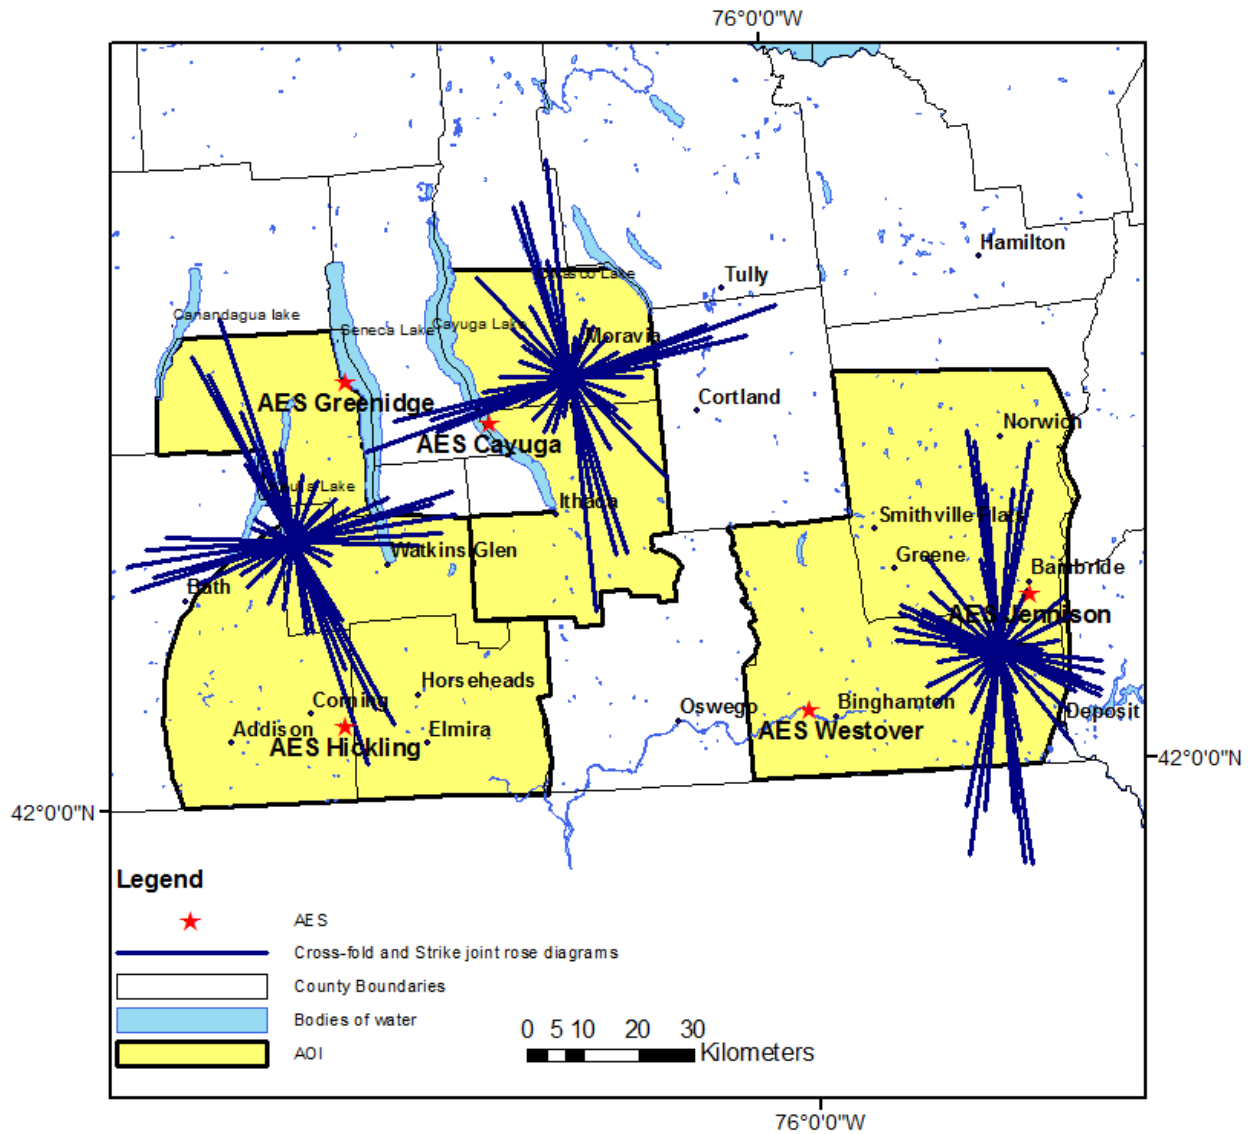 76°0'0"W
Hamilton
Tully
Owasco Lake
Canandagua lake
Seneca Lake
Cayuga Lake
Moravia
AES Greenidge
Cortland
Norwich
AES Cayuga
Lake
Ithaca
Smithville Flats
Watkins Glen
Greene
Bainbride
Bath
AES Jennison
Horseheads
Corning
Oswego
Binghamton
Deposit
Addison
Elmira
AES Westover
AES Hickling
42°0'0"N
42°0'0"N
Legend
AES
Cross-fold and Strike joint rose diagrams
County Boundaries
Bodies of water
AOI
0 5 10 20 30
Kilometers
76°0'0"W